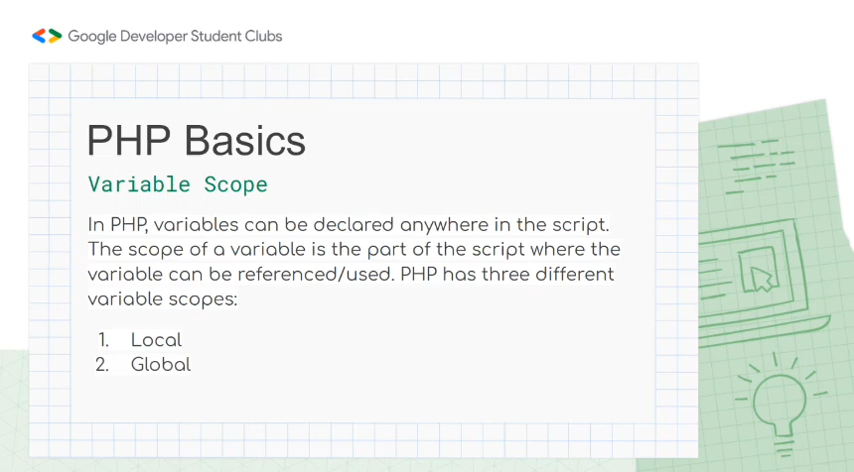 Google Developer Student Clubs
PHP Basics
Variable Scope
In PHP, variables can be declared anywhere in the script.
The scope of a variable is the part of the script where the
variable can be referenced/used. PHP has three different
variable scopes:
1. Local
2. Global